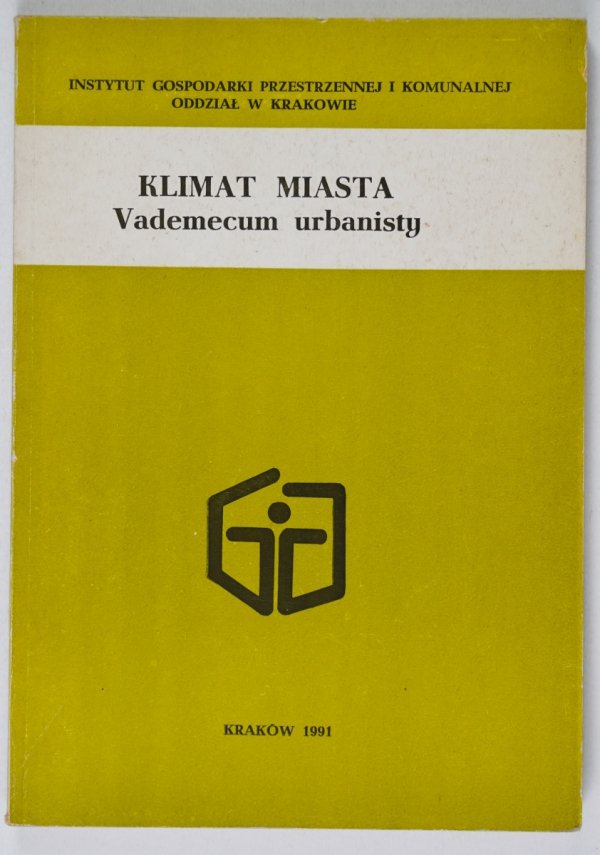 INSTYTUT GOSPODARKI PRZESTRZENNEJ I KOMUNALNEJ
ODDZIAŁ W KRAKOWIE
KLIMAT MIASTA
Vademecum urbanisty
KRAKÓW 1991